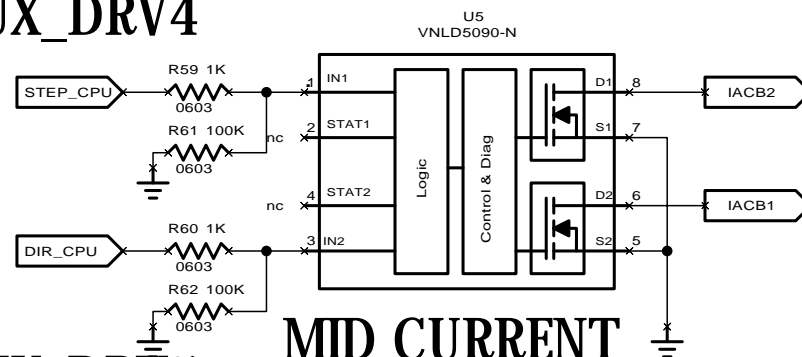 UX_DRV4
U5
VNLD5090-N
R59 1K
STEP_CPU
0603
1
IN1
D1
8
IACB2
R61 100K
nc
2
STAT1
S1
7
0603
Logic
Control & Diag
nc
4
STAT2
D2
6
IACB1
R60 1K
DIR_CPU
0603
3
IN2
S2
5
R62 100K
0603
MID CURRENT